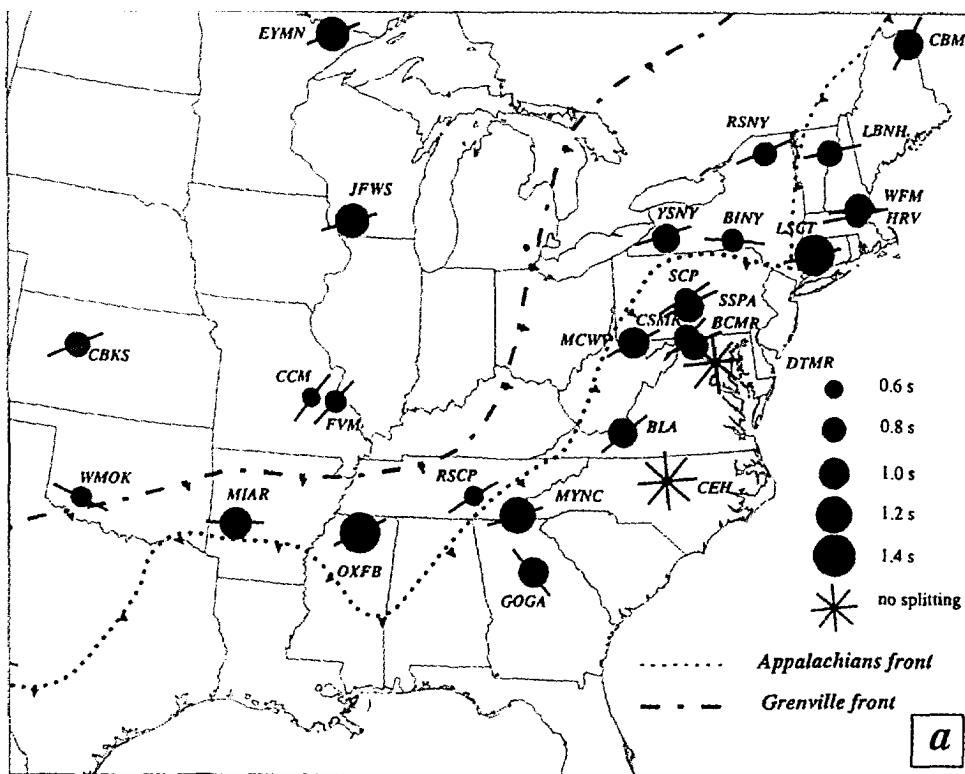 EYMN
CBM
RSNY
LBNH
JFWS
WFM
HRV
YSNY
BINY
LSCT
SCP
SSPA
CSMR
BCMR
MCWV
DTMR
CBKS
CCM
FVM
0.6 s
0.8 s
BLA
WMOK
MIAR
RSCP
MYNC
CEH
1.0 s
1.2 s
OXFB
GOGA
1.4 s
no splitting
Appalachians front
Grenville front
a